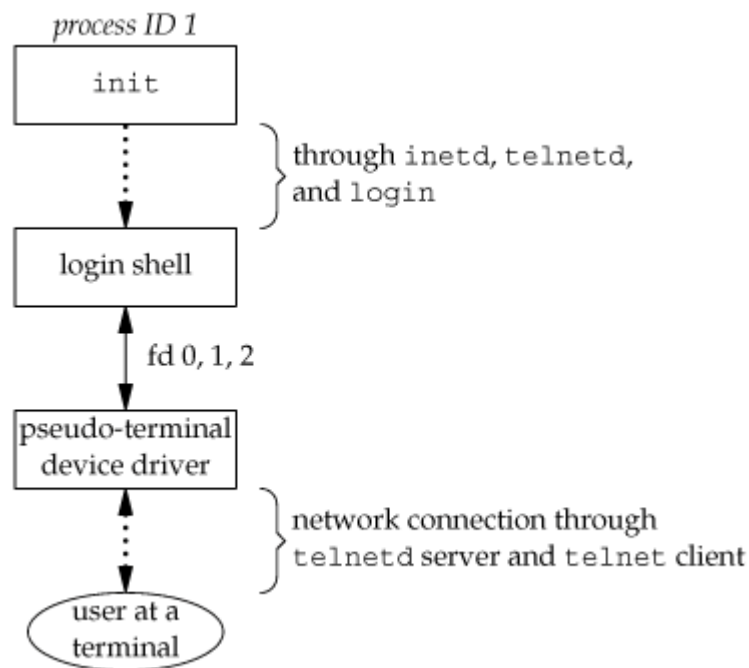 process ID 1
init
through inetd, telnetd,
and login
login shell
fd 0, 1, 2
pseudo-terminal
device driver
network connection through
telnetd server and telnet client
user at a
terminal